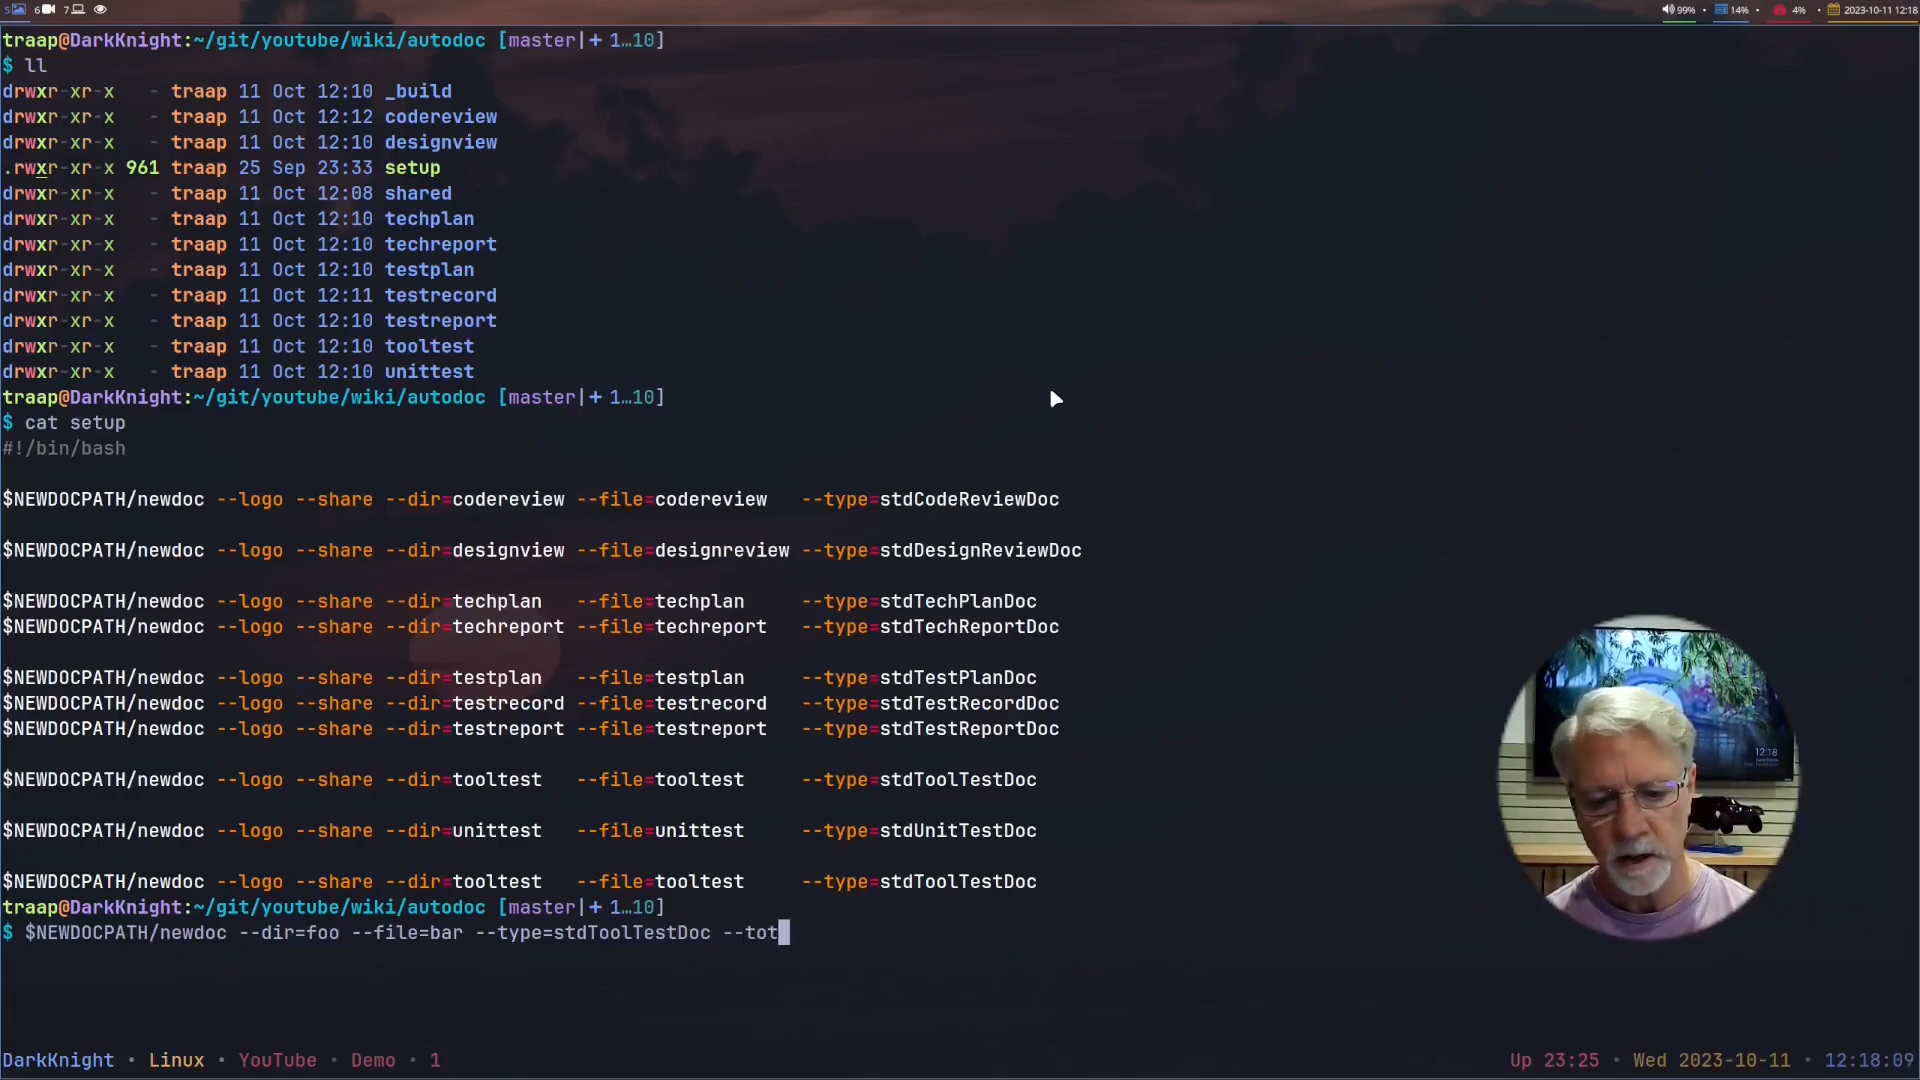 5 6 7 99% • 14% • 4% • 2023-10-11 12:18
traap@DarkKnight:~/git/youtube/wiki/autodoc [master|+ 1…10]
$ ll
drwxr-xr-x - traap 11 Oct 12:10 _build
drwxr-xr-x - traap 11 Oct 12:12 codereview
drwxr-xr-x - traap 11 Oct 12:10 designview
.rwxr-xr-x 961 traap 25 Sep 23:33 setup
drwxr-xr-x - traap 11 Oct 12:08 shared
drwxr-xr-x - traap 11 Oct 12:10 techplan
drwxr-xr-x - traap 11 Oct 12:10 techreport
drwxr-xr-x - traap 11 Oct 12:10 testplan
drwxr-xr-x - traap 11 Oct 12:11 testrecord
drwxr-xr-x - traap 11 Oct 12:10 testreport
drwxr-xr-x - traap 11 Oct 12:10 tooltest
drwxr-xr-x - traap 11 Oct 12:10 unittest
traap@DarkKnight:~/git/youtube/wiki/autodoc [master|+ 1…10]
$ cat setup
#!/bin/bash
$NEWDOCPATH/newdoc --logo --share --dir=codereview --file=codereview --type=stdCodeReviewDoc
$NEWDOCPATH/newdoc --logo --share --dir=designview --file=designreview --type=stdDesignReviewDoc
$NEWDOCPATH/newdoc --logo --share --dir=techplan --file=techplan --type=stdTechPlanDoc
$NEWDOCPATH/newdoc --logo --share --dir=techreport --file=techreport --type=stdTechReportDoc
$NEWDOCPATH/newdoc --logo --share --dir=testplan --file=testplan --type=stdTestPlanDoc
$NEWDOCPATH/newdoc --logo --share --dir=testrecord --file=testrecord --type=stdTestRecordDoc
$NEWDOCPATH/newdoc --logo --share --dir=testreport --file=testreport --type=stdTestReportDoc
$NEWDOCPATH/newdoc --logo --share --dir=tooltest --file=tooltest --type=stdToolTestDoc
$NEWDOCPATH/newdoc --logo --share --dir=unittest --file=unittest --type=stdUnitTestDoc
$NEWDOCPATH/newdoc --logo --share --dir=tooltest --file=tooltest --type=stdToolTestDoc
traap@DarkKnight:~/git/youtube/wiki/autodoc [master|+ 1…10]
$ $NEWDOCPATH/newdoc --dir=foo --file=bar --type=stdToolTestDoc --tot
12:18
DarkKnight • Linux • YouTube • Demo • 1 Up 23:25 • Wed 2023-10-11 • 12:18:09